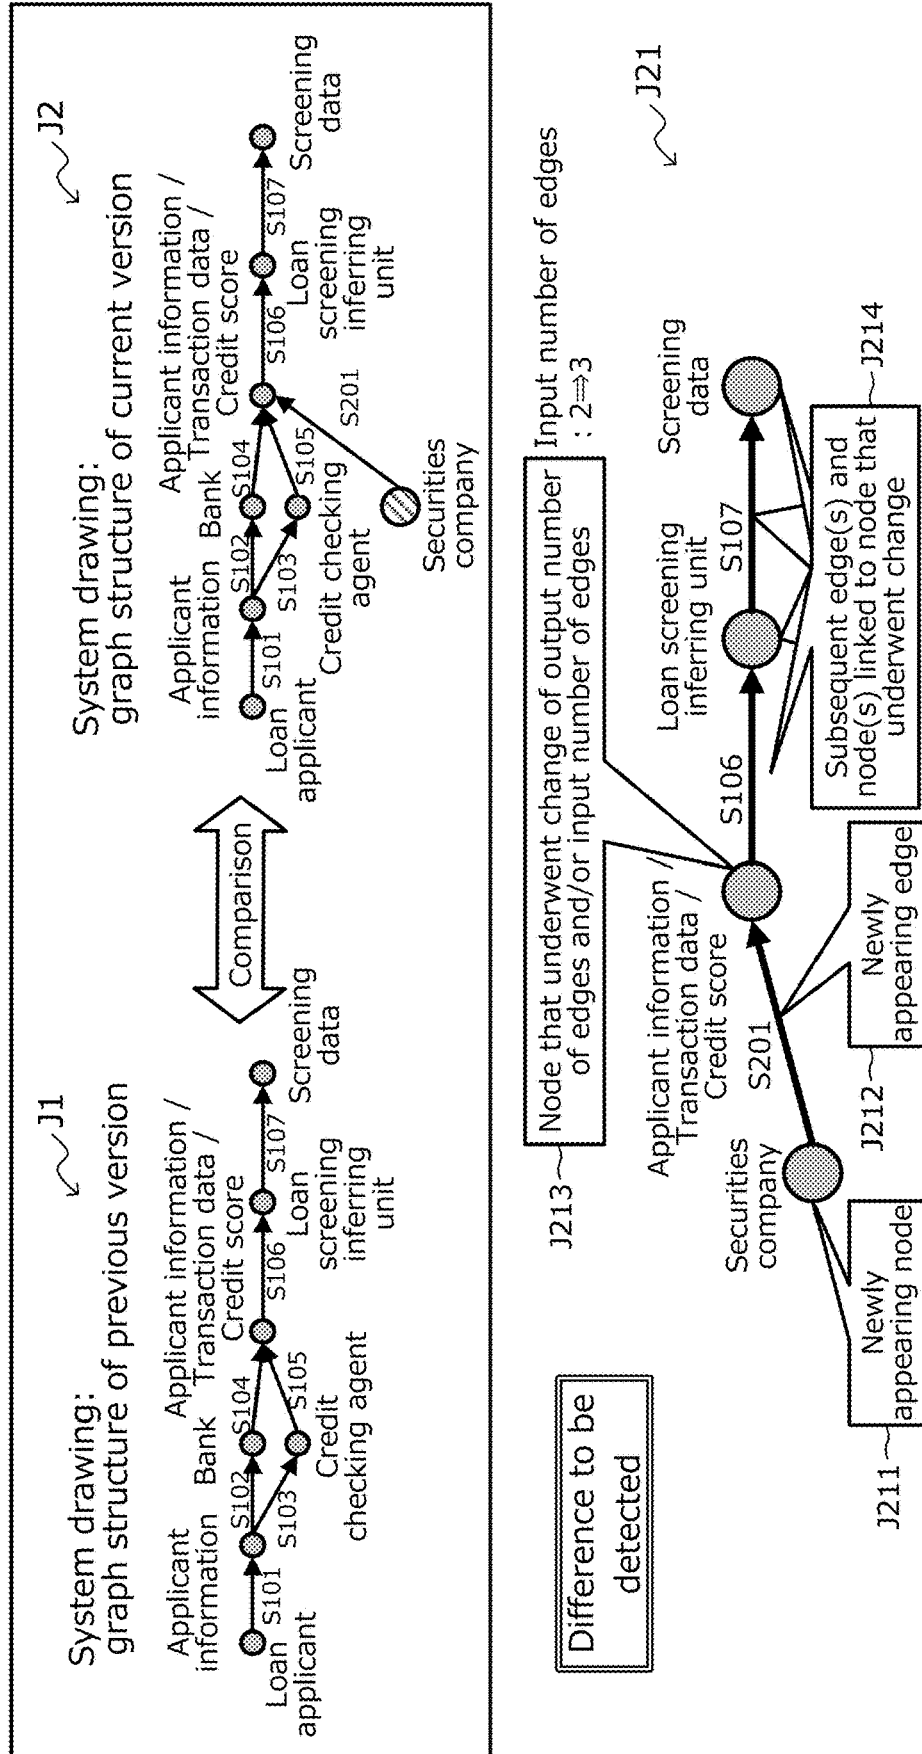 System drawing:
graph structure of previous version
J1
Applicant
information
Bank
Applicant information /
Transaction data /
Credit score
S101
S102
S103
S104
S105
S106
S107
Loan
applicant
Credit
checking agent
Loan
screening
inferring
unit
Screening
data
Comparison
System drawing:
graph structure of current version
J2
Applicant
information
Bank
Applicant information /
Transaction data /
Credit score
S101
S102
S103
S104
S105
S106
S107
S201
Loan
applicant
Credit checking
agent
Securities
company
Loan
screening
inferring
unit
Screening
data
Difference to be
detected
J213
Node that underwent change of output number
of edges and/or input number of edges
Input number of edges
: 2⇒3
J21
Securities
company
S201
Applicant information /
Transaction data /
Credit score
S106
Loan screening
inferring unit
S107
Screening
data
J211
Newly
appearing node
J212
Newly
appearing edge
Subsequent edge(s) and
node(s) linked to node that
underwent change
J214